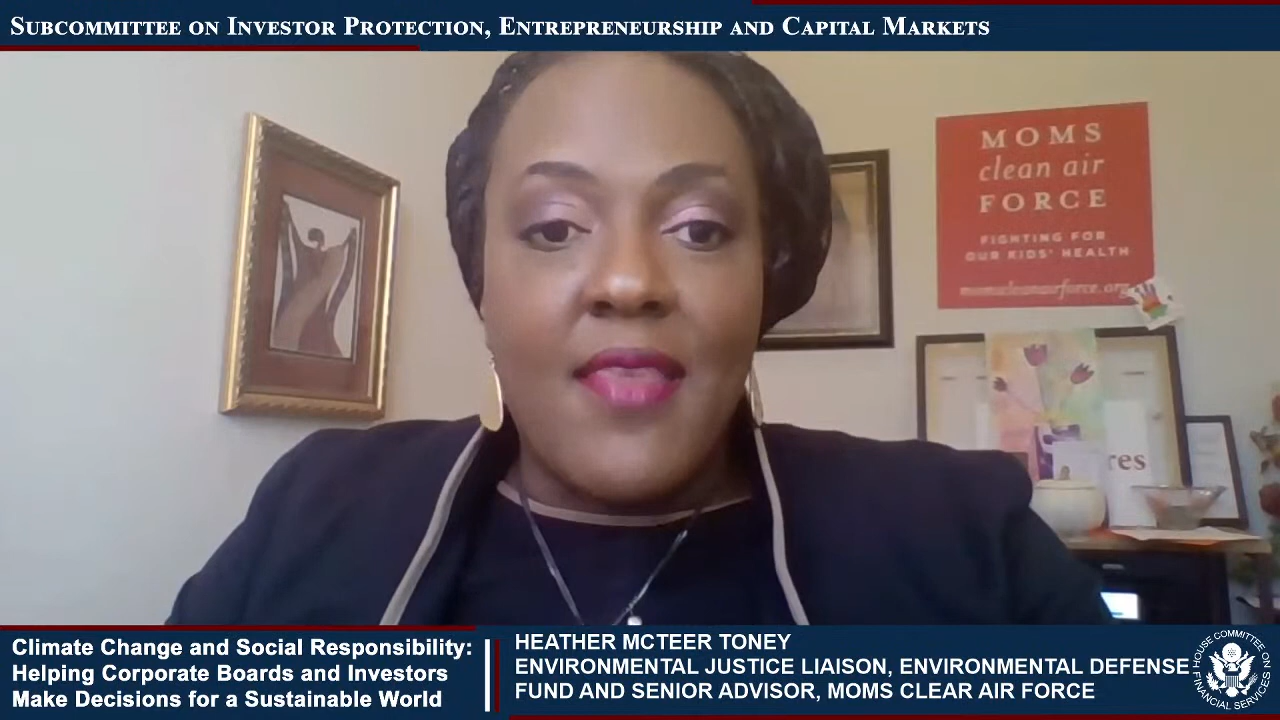 SUBCOMMITTEE ON INVESTOR PROTECTION, ENTREPRENEURSHIP AND CAPITAL MARKETS
MOMS
clean air
FORCE
FIGHTING FOR
OUR KIDS' HEALTH
momscleanairforce.org
res
Climate Change and Social Responsibility:
Helping Corporate Boards and Investors
Make Decisions for a Sustainable World
HEATHER MCTEER TONEY
ENVIRONMENTAL JUSTICE LIAISON, ENVIRONMENTAL DEFENSE
FUND AND SENIOR ADVISOR, MOMS CLEAR AIR FORCE
HOUSE COMMITTEE ON
FINANCIAL SERVICES